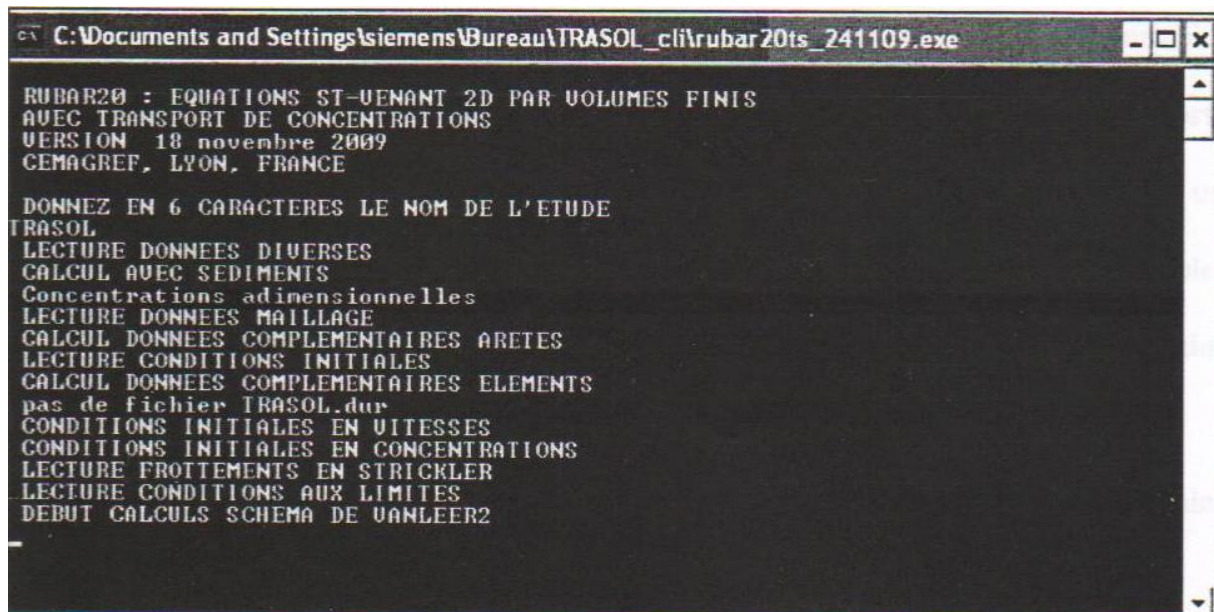 C:\Documents and Settings\siemens\Bureau\TRASOL_cli\rubar20ts_241109.exe
RUBAR20 : EQUATIONS ST-VENANT 2D PAR VOLUMES FINIS
AVEC TRANSPORT DE CONCENTRATIONS
VERSION  18 novembre 2009
CEMAGREF, LYON, FRANCE
DONNEZ EN 6 CARACTERES LE NOM DE L'ETUDE
TRASOL
LECTURE DONNEES DIVERSES
CALCUL AVEC SEDIMENTS
Concentrations adimensionnelles
LECTURE DONNEES MAILLAGE
CALCUL DONNEES COMPLEMENTAIRES ARETES
LECTURE CONDITIONS INITIALES
CALCUL DONNEES COMPLEMENTAIRES ELEMENTS
pas de fichier TRASOL.dur
CONDITIONS INITIALES EN VITESSES
CONDITIONS INITIALES EN CONCENTRATIONS
LECTURE FROTTEMENTS EN STRICKLER
LECTURE CONDITIONS AUX LIMITES
DEBUT CALCULS SCHEMA DE VANLEER2